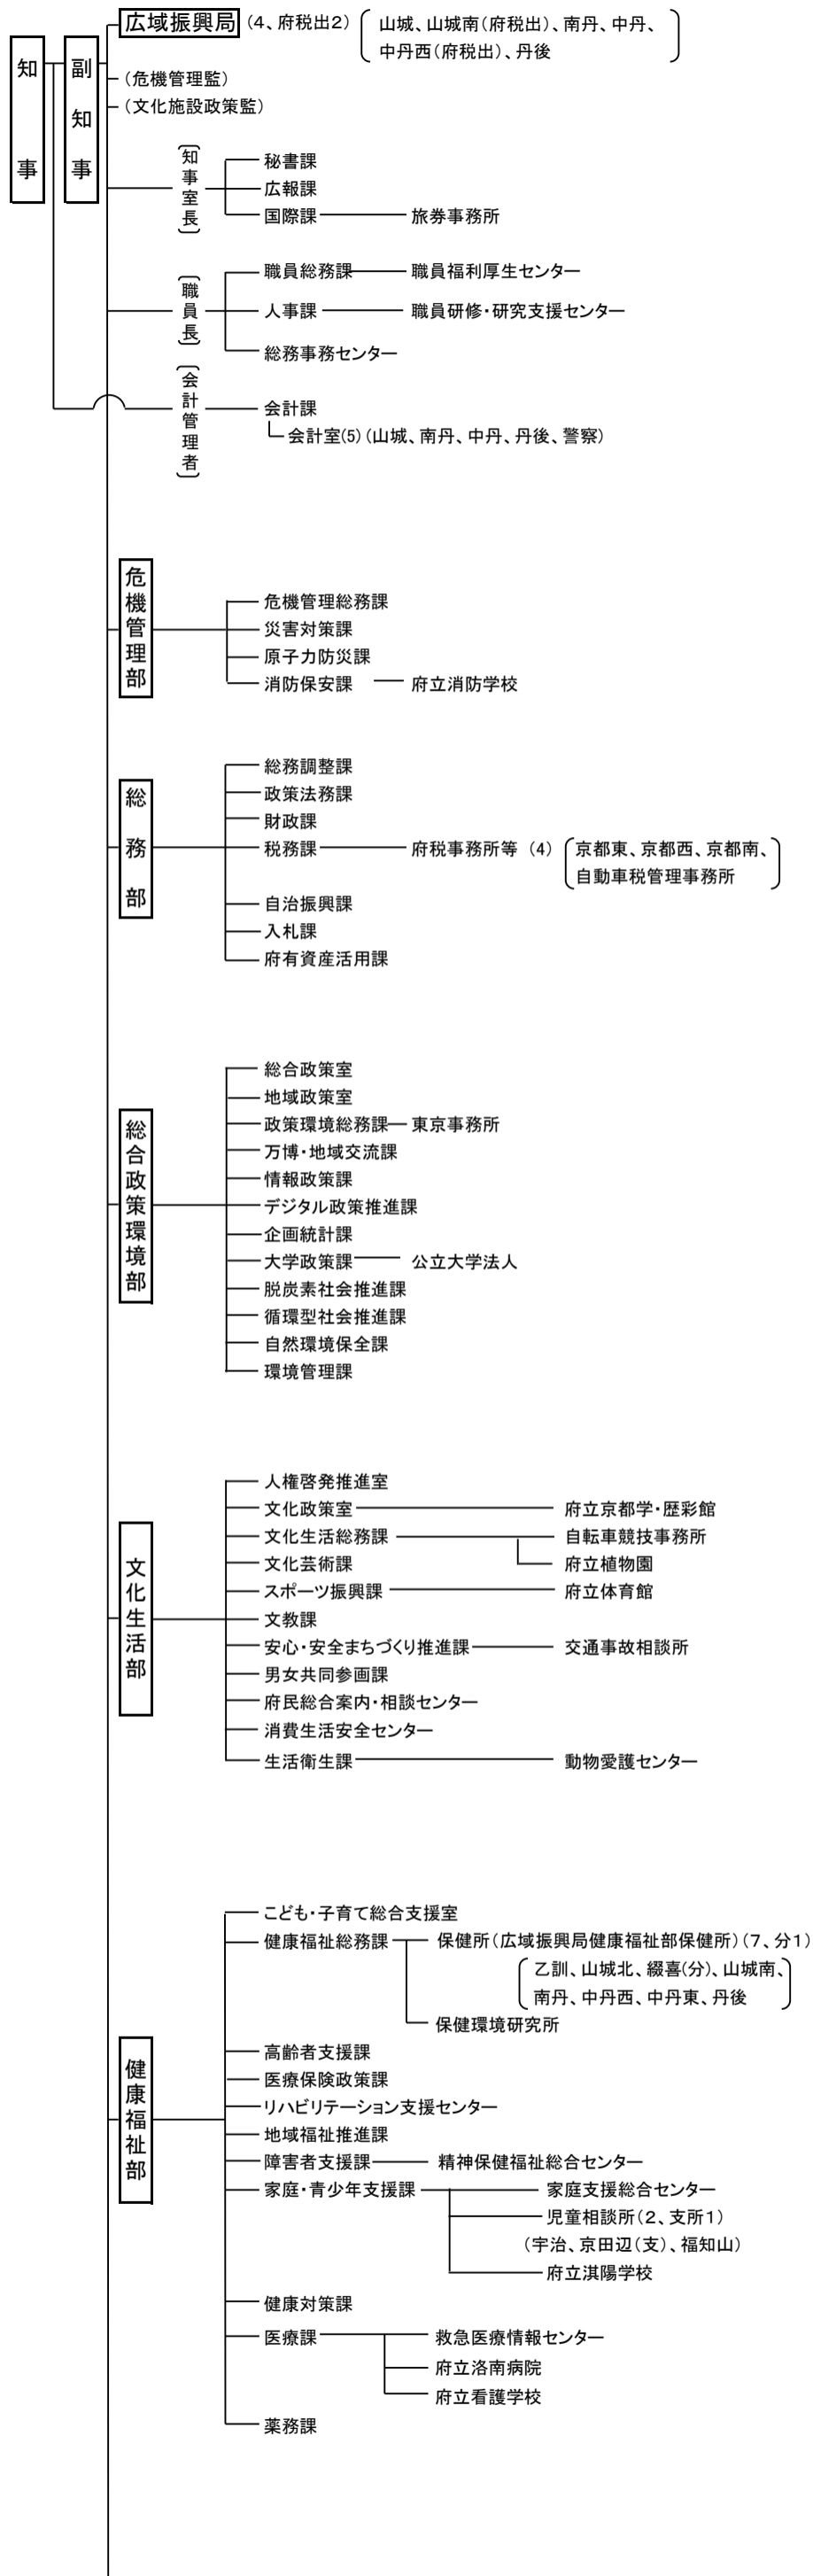 広域振興局（4、府税出2）
山城、山城南（府税出）、南丹、中丹、
中丹西（府税出）、丹後
知事
副知事
（危機管理監）
（文化施設政策監）
知事室長
秘書課
広報課
国際課
旅券事務所
職員長
職員総務課
職員福利厚生センター
人事課
職員研修・研究支援センター
総務事務センター
会計管理者
会計課
会計室(5)(山城、南丹、中丹、丹後、警察)
危機管理部
危機管理総務課
災害対策課
原子力防災課
消防保安課
府立消防学校
総務部
総務調整課
政策法務課
財政課
税務課
府税事務所等（4）
京都東、京都西、京都南、
自動車税管理事務所
自治振興課
入札課
府有資産活用課
総合政策環境部
総合政策室
地域政策室
政策環境総務課
東京事務所
万博・地域交流課
情報政策課
デジタル政策推進課
企画統計課
大学政策課
公立大学法人
脱炭素社会推進課
循環型社会推進課
自然環境保全課
環境管理課
文化生活部
人権啓発推進室
文化政策室
府立京都学・歴彩館
文化生活総務課
自転車競技事務所
文化芸術課
府立植物園
スポーツ振興課
府立体育館
文教課
安心・安全まちづくり推進課
交通事故相談所
男女共同参画課
府民総合案内・相談センター
消費生活安全センター
生活衛生課
動物愛護センター
健康福祉部
こども・子育て総合支援室
健康福祉総務課
保健所（広域振興局健康福祉部保健所）（7、分1）
乙訓、山城北、綴喜(分)、山城南、
南丹、中丹西、中丹東、丹後
保健環境研究所
高齢者支援課
医療保険政策課
リハビリテーション支援センター
地域福祉推進課
障害者支援課
精神保健福祉総合センター
家庭・青少年支援課
家庭支援総合センター
児童相談所（2、支所1）
（宇治、京田辺（支）、福知山）
府立淇陽学校
健康対策課
医療課
救急医療情報センター
府立洛南病院
府立看護学校
薬務課